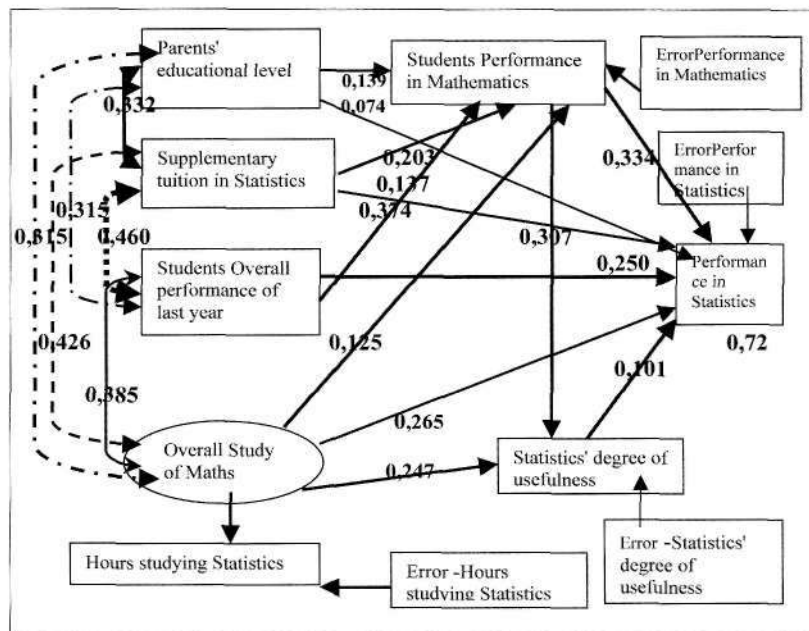 Parents'
educational level
Students Performance
in Mathematics
ErrorPerformance
in Mathematics
0,139
0,074
0,332
Supplementary
tuition in Statistics
0,203
0,137
0,374
0,334
ErrorPerfor
mance in
Statistics
0,315
0,315
0,460
0,307
Students Overall
performance of
last year
0,250
Performan
ce in
Statistics
0,426
0,125
0,72
0,101
0,385
0,265
Overall Study
of Maths
0,247
Statistics' degree of
usefulness
Hours studying Statistics
Error -Hours
studying Statistics
Error -Statistics'
degree of
usefulness